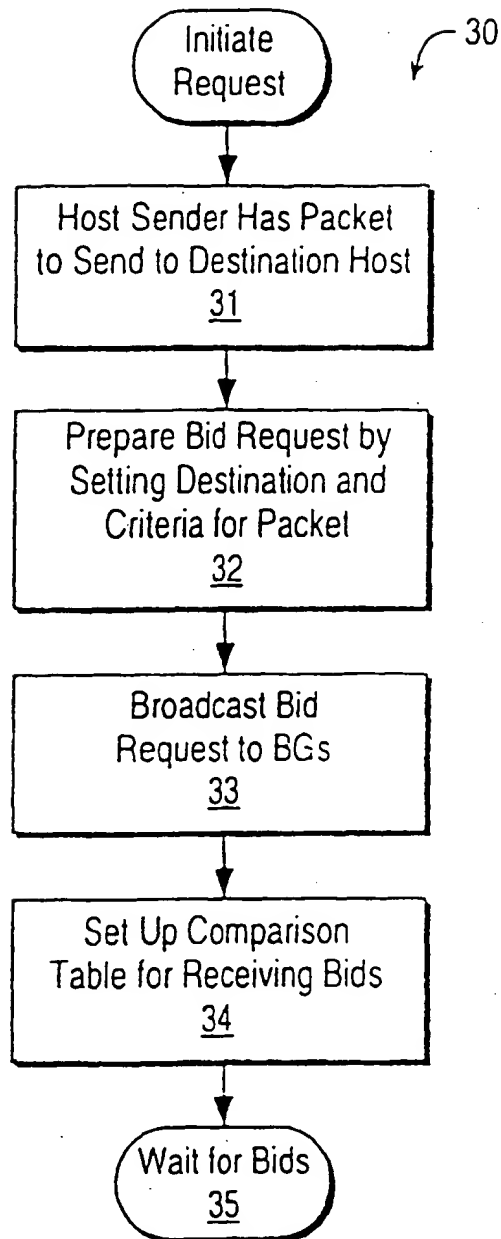 Initiate
Request
30
Host Sender Has Packet
to Send to Destination Host
31
Prepare Bid Request by
Setting Destination and
Criteria for Packet
32
Broadcast Bid
Request to BGs
33
Set Up Comparison
Table for Receiving Bids
34
Wait for Bids
35